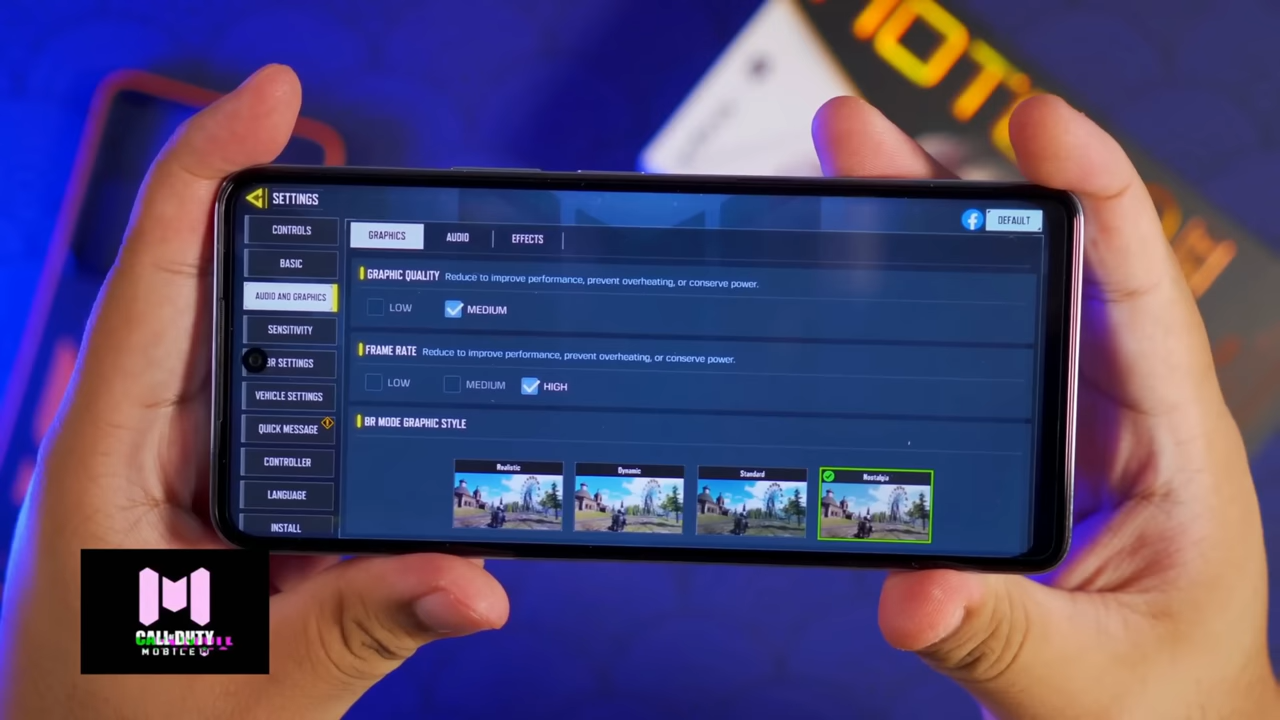 SETTINGS
DEFAULT
CONTROLS
BASIC
AUDIO AND GRAPHICS
SENSITIVITY
BR SETTINGS
VEHICLE SETTINGS
QUICK MESSAGE
CONTROLLER
LANGUAGE
INSTALL
GRAPHICS AUDIO EFFECTS
GRAPHIC QUALITY Reduce to improve performance, prevent overheating, or conserve power.
LOW MEDIUM
FRAME RATE Reduce to improve performance, prevent overheating, or conserve power.
LOW MEDIUM HIGH
BR MODE GRAPHIC STYLE
Realistic Dynamic Standard Nostalgia
CALL OF DUTY
MOBILE